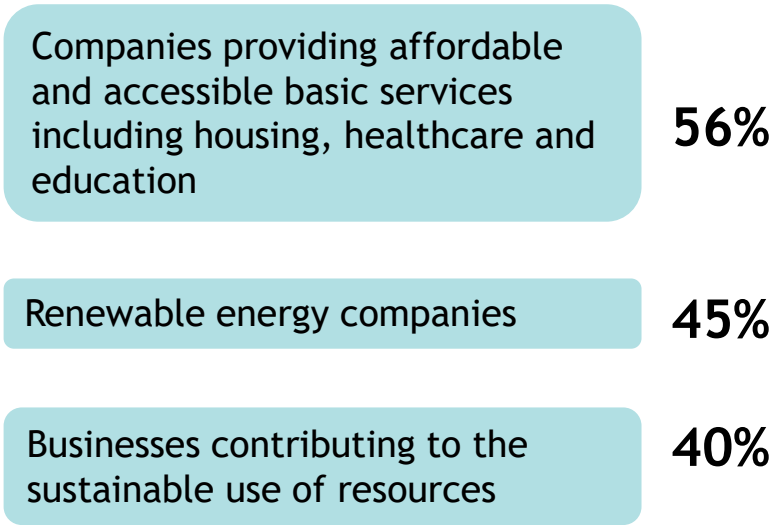 Companies providing affordable
and accessible basic services
including housing, healthcare and
education
56%
Renewable energy companies
45%
Businesses contributing to the
sustainable use of resources
40%